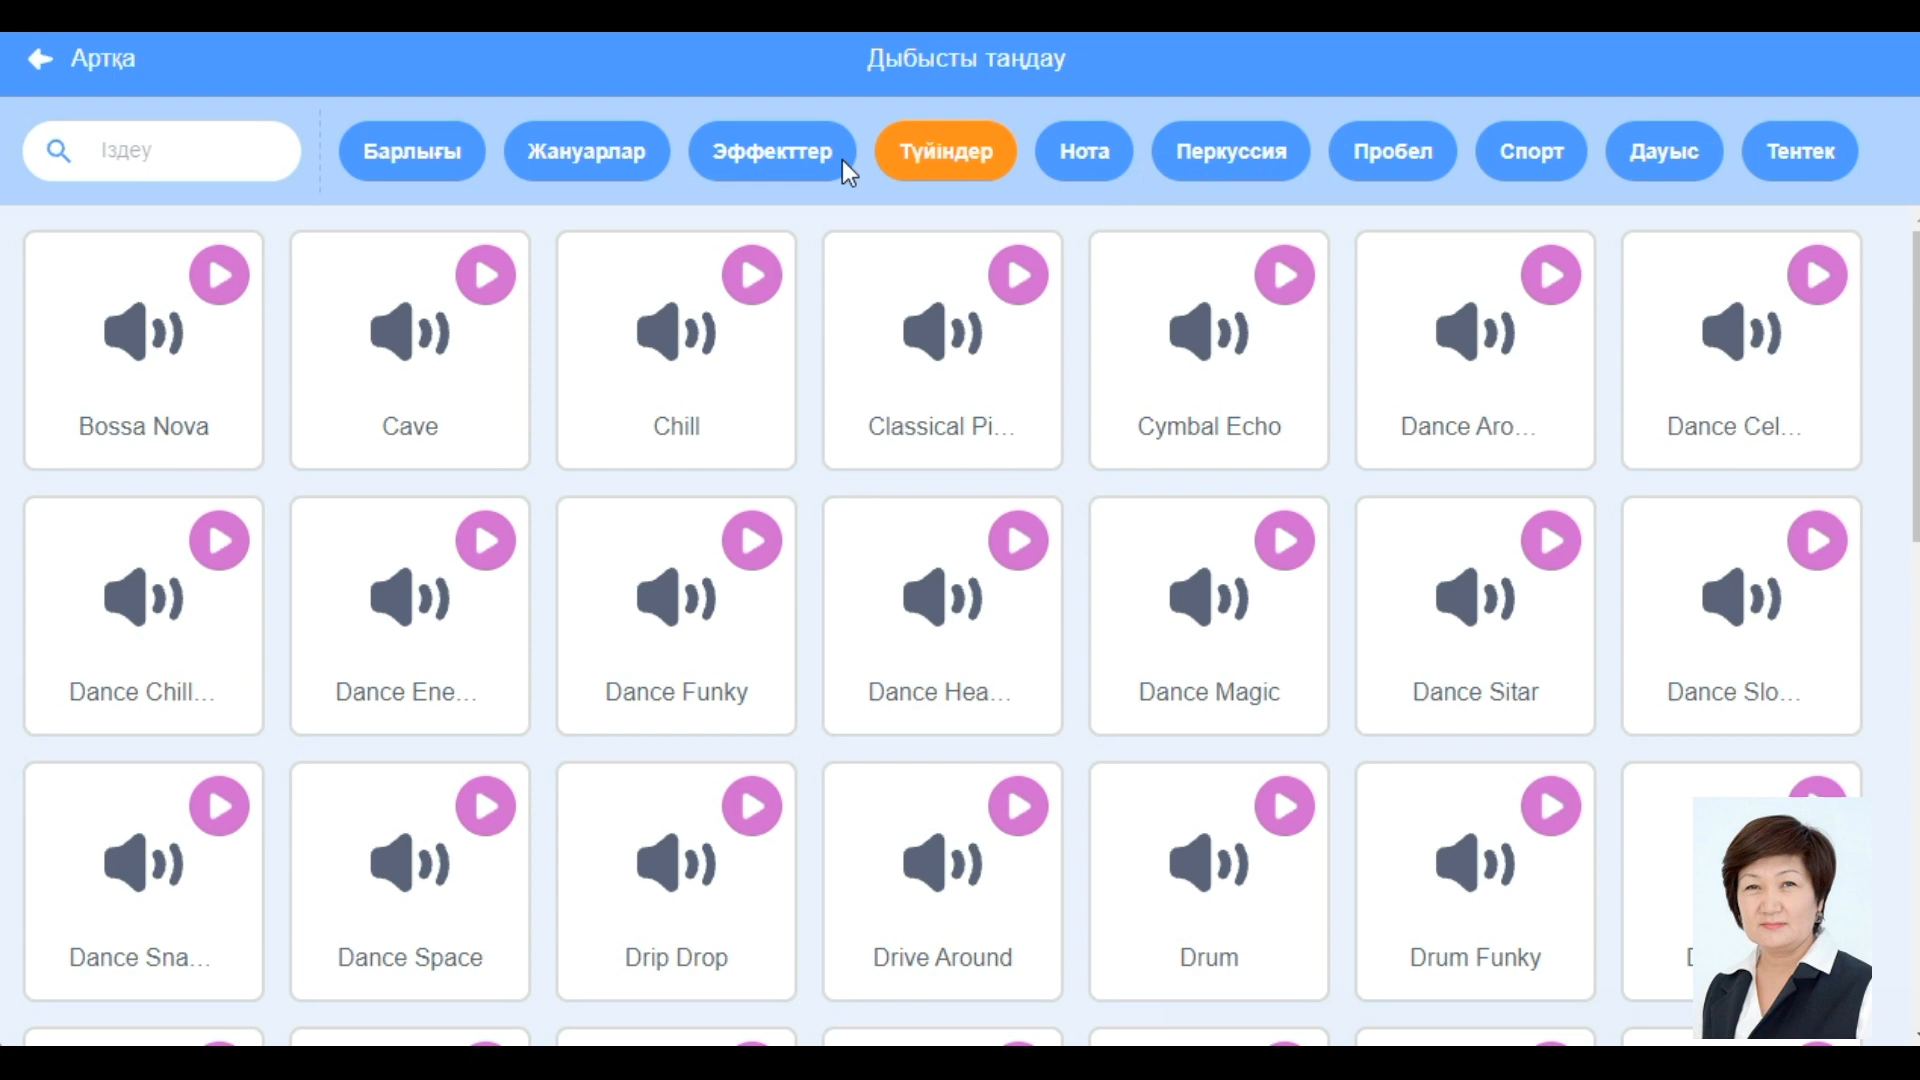 Артқа
Дыбысты таңдау
Іздеу
Барлығы
Жануарлар
Эффекттер
Түйіндер
Нота
Перкуссия
Пробел
Спорт
Дауыс
Тентек
Bossa Nova
Cave
Chill
Classical Pi...
Cymbal Echo
Dance Aro...
Dance Cel...
Dance Chill...
Dance Ene...
Dance Funky
Dance Hea...
Dance Magic
Dance Sitar
Dance Slo...
Dance Sna...
Dance Space
Drip Drop
Drive Around
Drum
Drum Funky